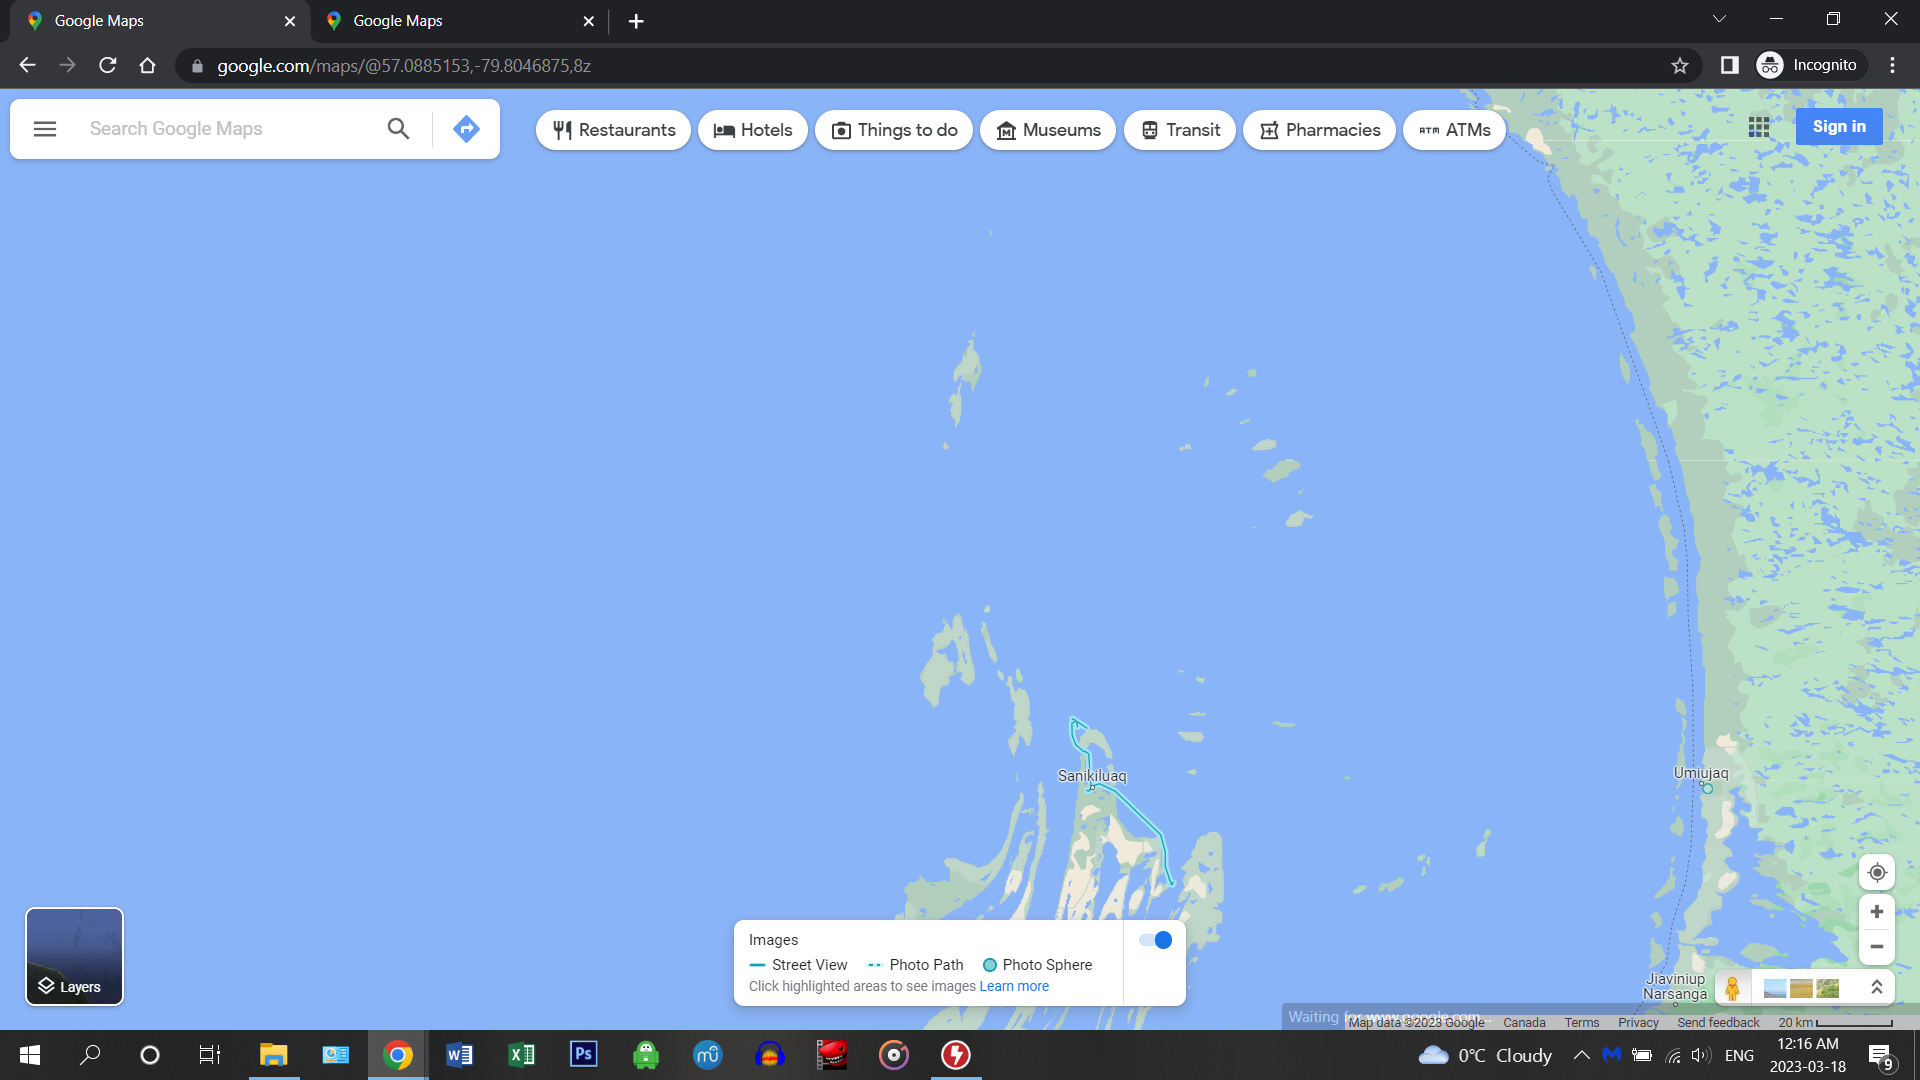 Google Maps
Google Maps
google.com/maps/@57.0885153,-79.8046875,8z
Incognito
Search Google Maps
Restaurants
Hotels
Things to do
Museums
Transit
Pharmacies
ATM ATMs
Sign in
Sanikiluaq
Umiujaq
Jiaviniup
Narsanga
Layers
Images
Street View
Photo Path
Photo Sphere
Click highlighted areas to see images Learn more
Waiting for www.google.com...
Map data ©2023 Google
Canada
Terms
Privacy
Send feedback
20 km
0°C Cloudy
ENG
12:16 AM
2023-03-18
9